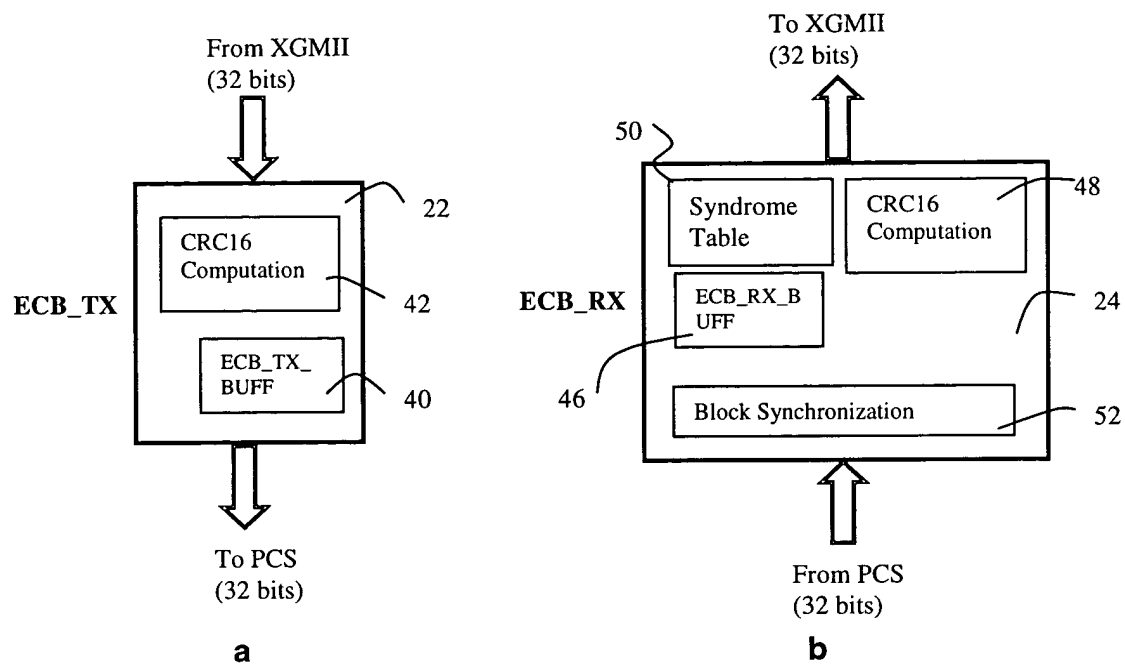 From XGMII
(32 bits)
22
CRC16
Computation
42
ECB_TX
ECB_TX_
BUFF
40
To PCS
(32 bits)
a
To XGMII
(32 bits)
50
Syndrome
Table
CRC16
Computation
48
ECB_RX
ECB_RX_B
UFF
24
46
Block Synchronization
52
From PCS
(32 bits)
b